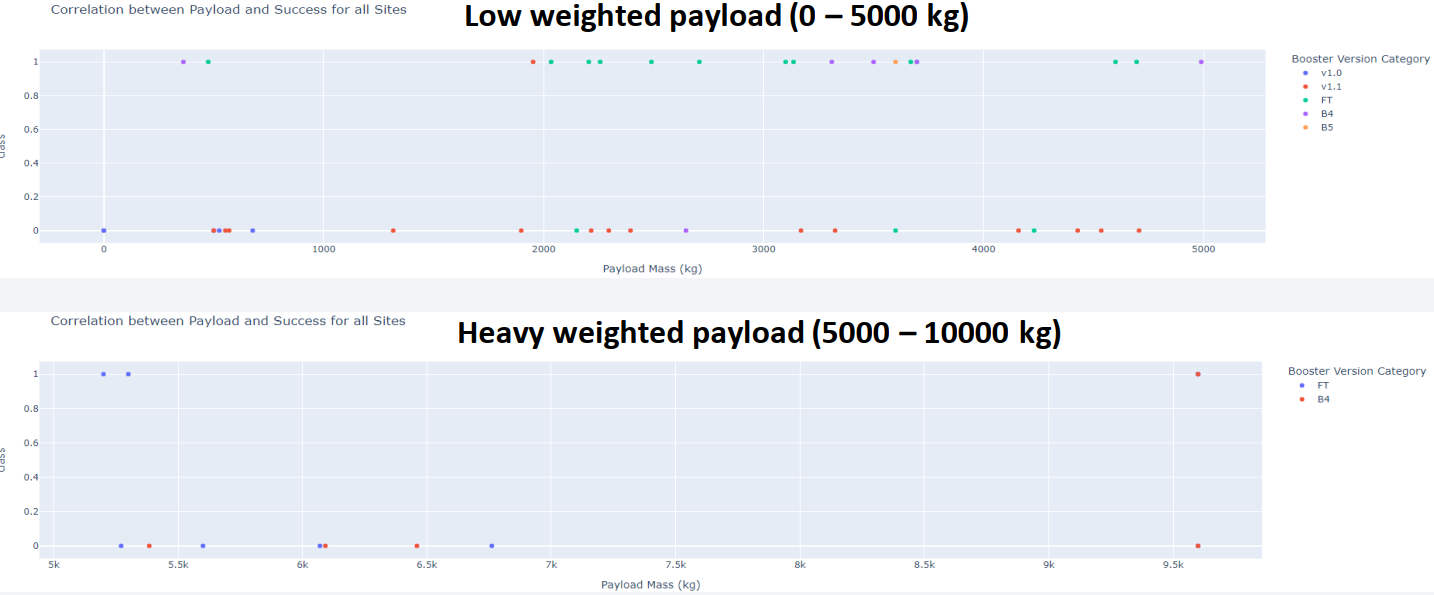 Correlation between Payload and Success for all Sites
Low weighted payload (0 – 5000 kg)
Booster Version Category
v1.0
v1.1
FT
B4
B5
1
0.8
0.6
0.4
0.2
0
class
0 1000 2000 3000 4000 5000
Payload Mass (kg)
Correlation between Payload and Success for all Sites
Heavy weighted payload (5000 – 10000 kg)
Booster Version Category
FT
B4
1
0.8
0.6
0.4
0.2
0
class
5k 5.5k 6k 6.5k 7k 7.5k 8k 8.5k 9k 9.5k
Payload Mass (kg)